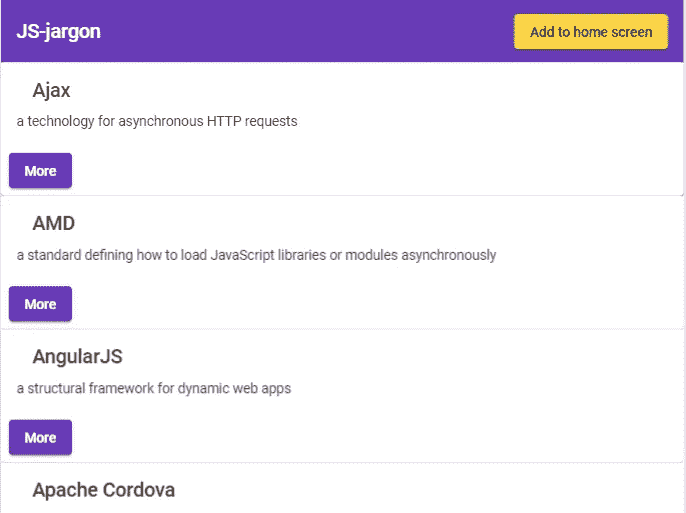 JS-jargon
Add to home screen
Ajax
a technology for asynchronous HTTP requests
More
AMD
a standard defining how to load JavaScript libraries or modules asynchronously
More
AngularJS
a structural framework for dynamic web apps
More
Apache Cordova